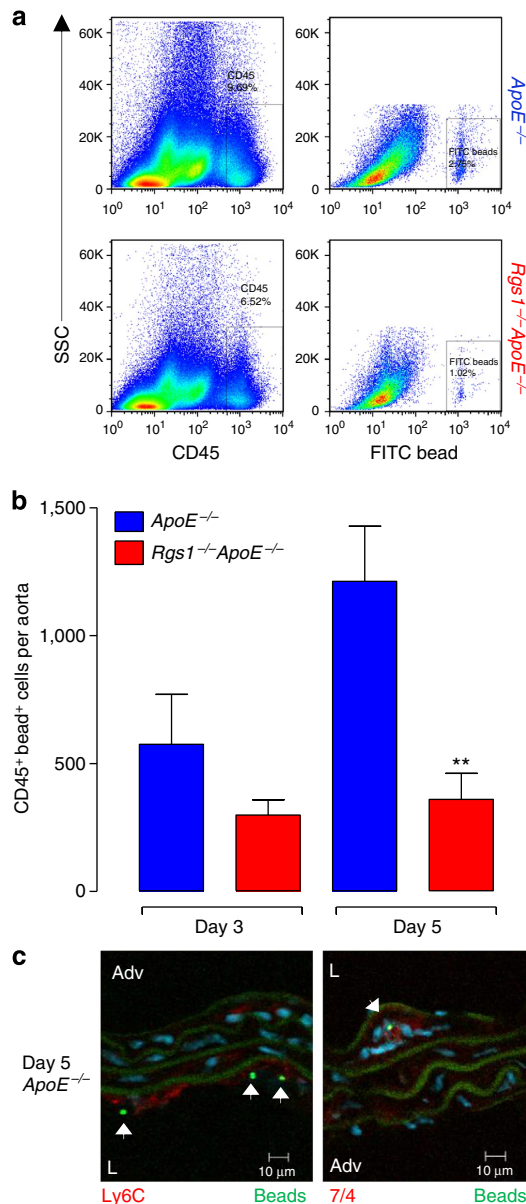 a
60K
40K
20K
0
CD45
9.69%
10⁰ 10¹ 10² 10³ 10⁴
60K
40K
20K
0
FITC beads
2.75%
10⁰ 10¹ 10² 10³ 10⁴
ApoE⁻/⁻
60K
40K
20K
0
CD45
6.52%
10⁰ 10¹ 10² 10³ 10⁴
60K
40K
20K
0
FITC beads
1.02%
10⁰ 10¹ 10² 10³ 10⁴
Rgs1⁻/⁻ApoE⁻/⁻
SSC
CD45
FITC bead
b
CD45⁺ bead⁺ cells per aorta
1,500
1,000
500
0
ApoE⁻/⁻
Rgs1⁻/⁻ApoE⁻/⁻
**
Day 3
Day 5
c
Day 5
ApoE⁻/⁻
Adv
L
10 μm
Ly6C
Beads
L
Adv
10 μm
7/4
Beads